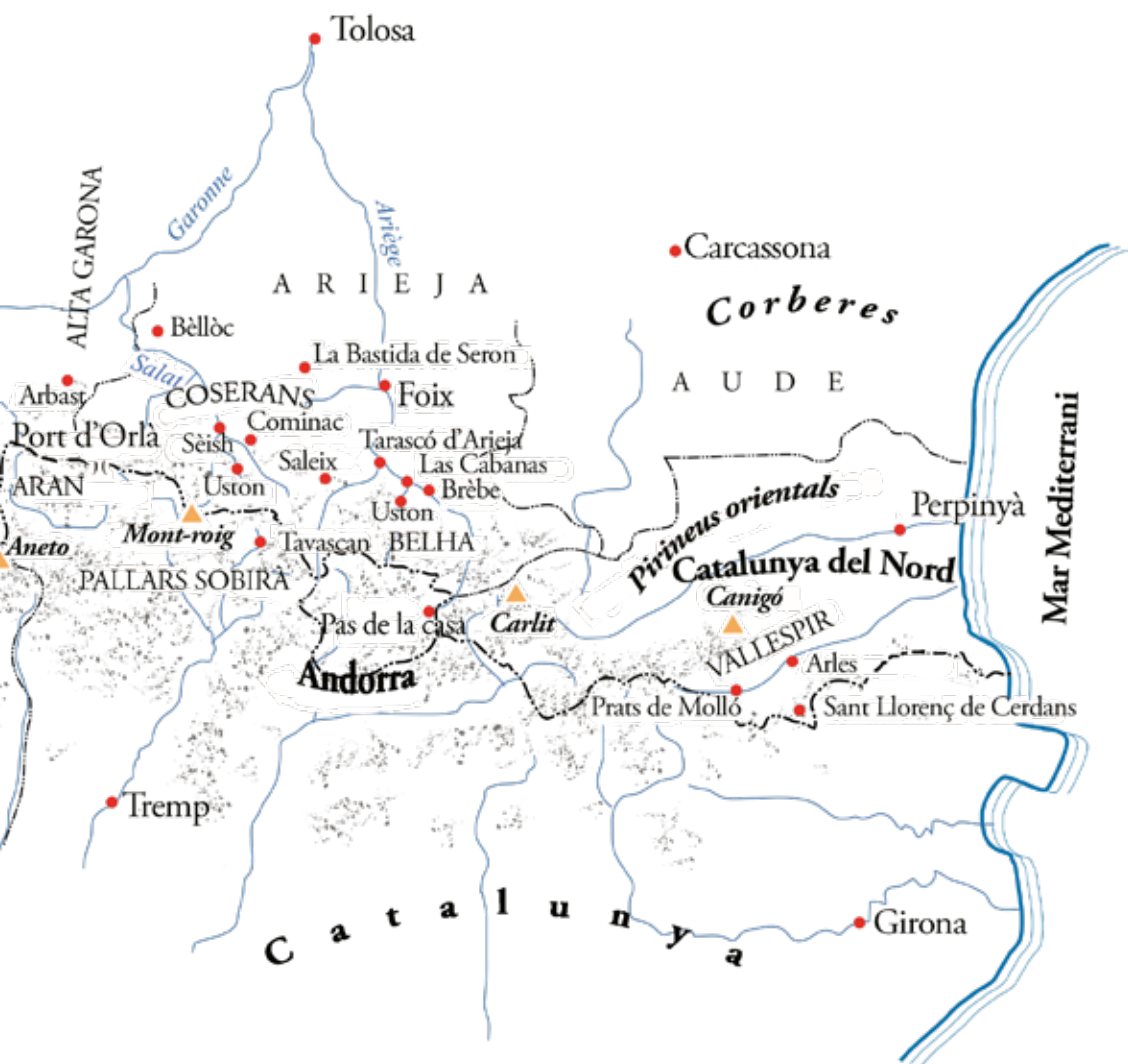 Tolosa
Garonne
Ariège
ALTA GARONA
Carcassona
ARIEJA
Corberes
Bèllòc
La Bastida de Seron
Salat
Arbast
COSERANS
Foix
AUDE
Cominac
Port d'Orla
Sèish
Tarascó d'Arieja
Saleix
Las Cabanas
ARAN
Uston
Brèbe
Pirineus orientals
Perpinyà
Mar Mediterrani
Uston
Mont-roig
Aneto
Tavascan
BELHA
PALLARS SOBIRÀ
Catalunya del Nord
Canigó
Pas de la casa
Carlit
VALLESPIR
Arles
Andorra
Prats de Molló
Sant Llorenç de Cerdans
Tremp
Catalunya
Girona